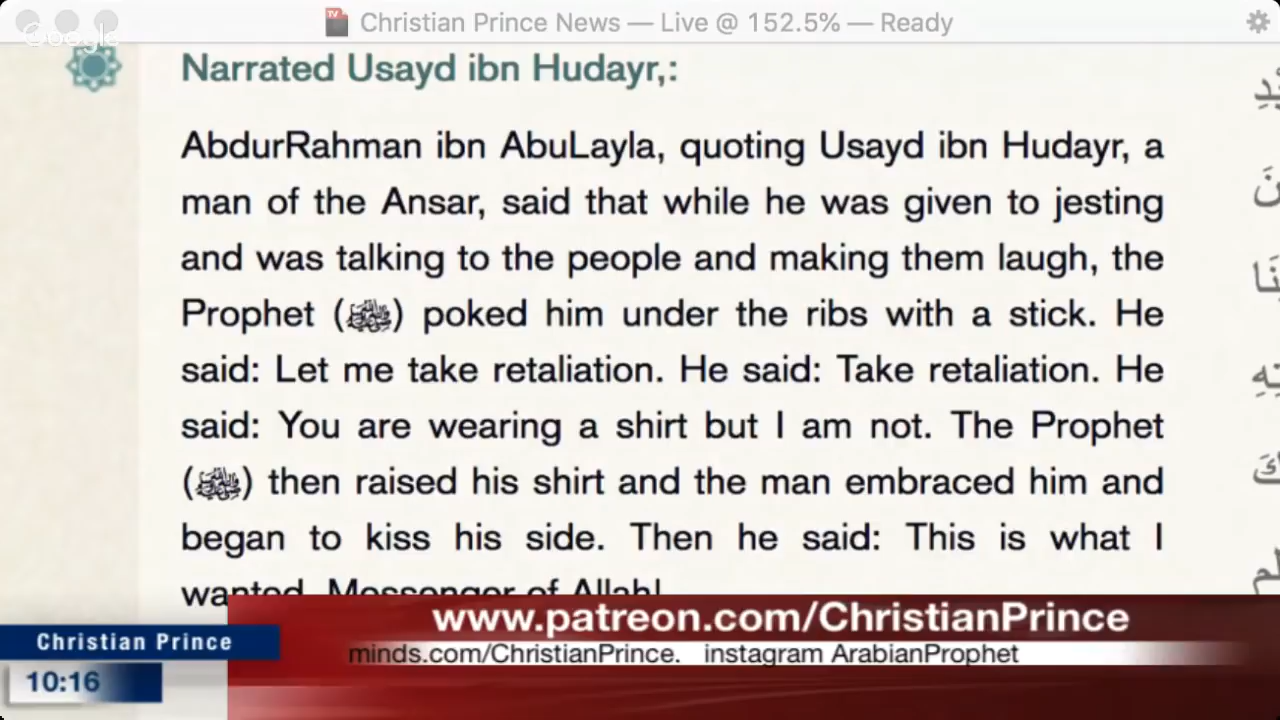 Christian Prince News — Live @ 152.5% — Ready
Google
Narrated Usayd ibn Hudayr,:
AbdurRahman ibn AbuLayla, quoting Usayd ibn Hudayr, a
man of the Ansar, said that while he was given to jesting
and was talking to the people and making them laugh, the
Prophet (ﷺ) poked him under the ribs with a stick. He
said: Let me take retaliation. He said: Take retaliation. He
said: You are wearing a shirt but I am not. The Prophet
(ﷺ) then raised his shirt and the man embraced him and
began to kiss his side. Then he said: This is what I
wanted, Messenger of Allah!
www.patreon.com/ChristianPrince
Christian Prince
minds.com/ChristianPrince. instagram ArabianProphet
10:16